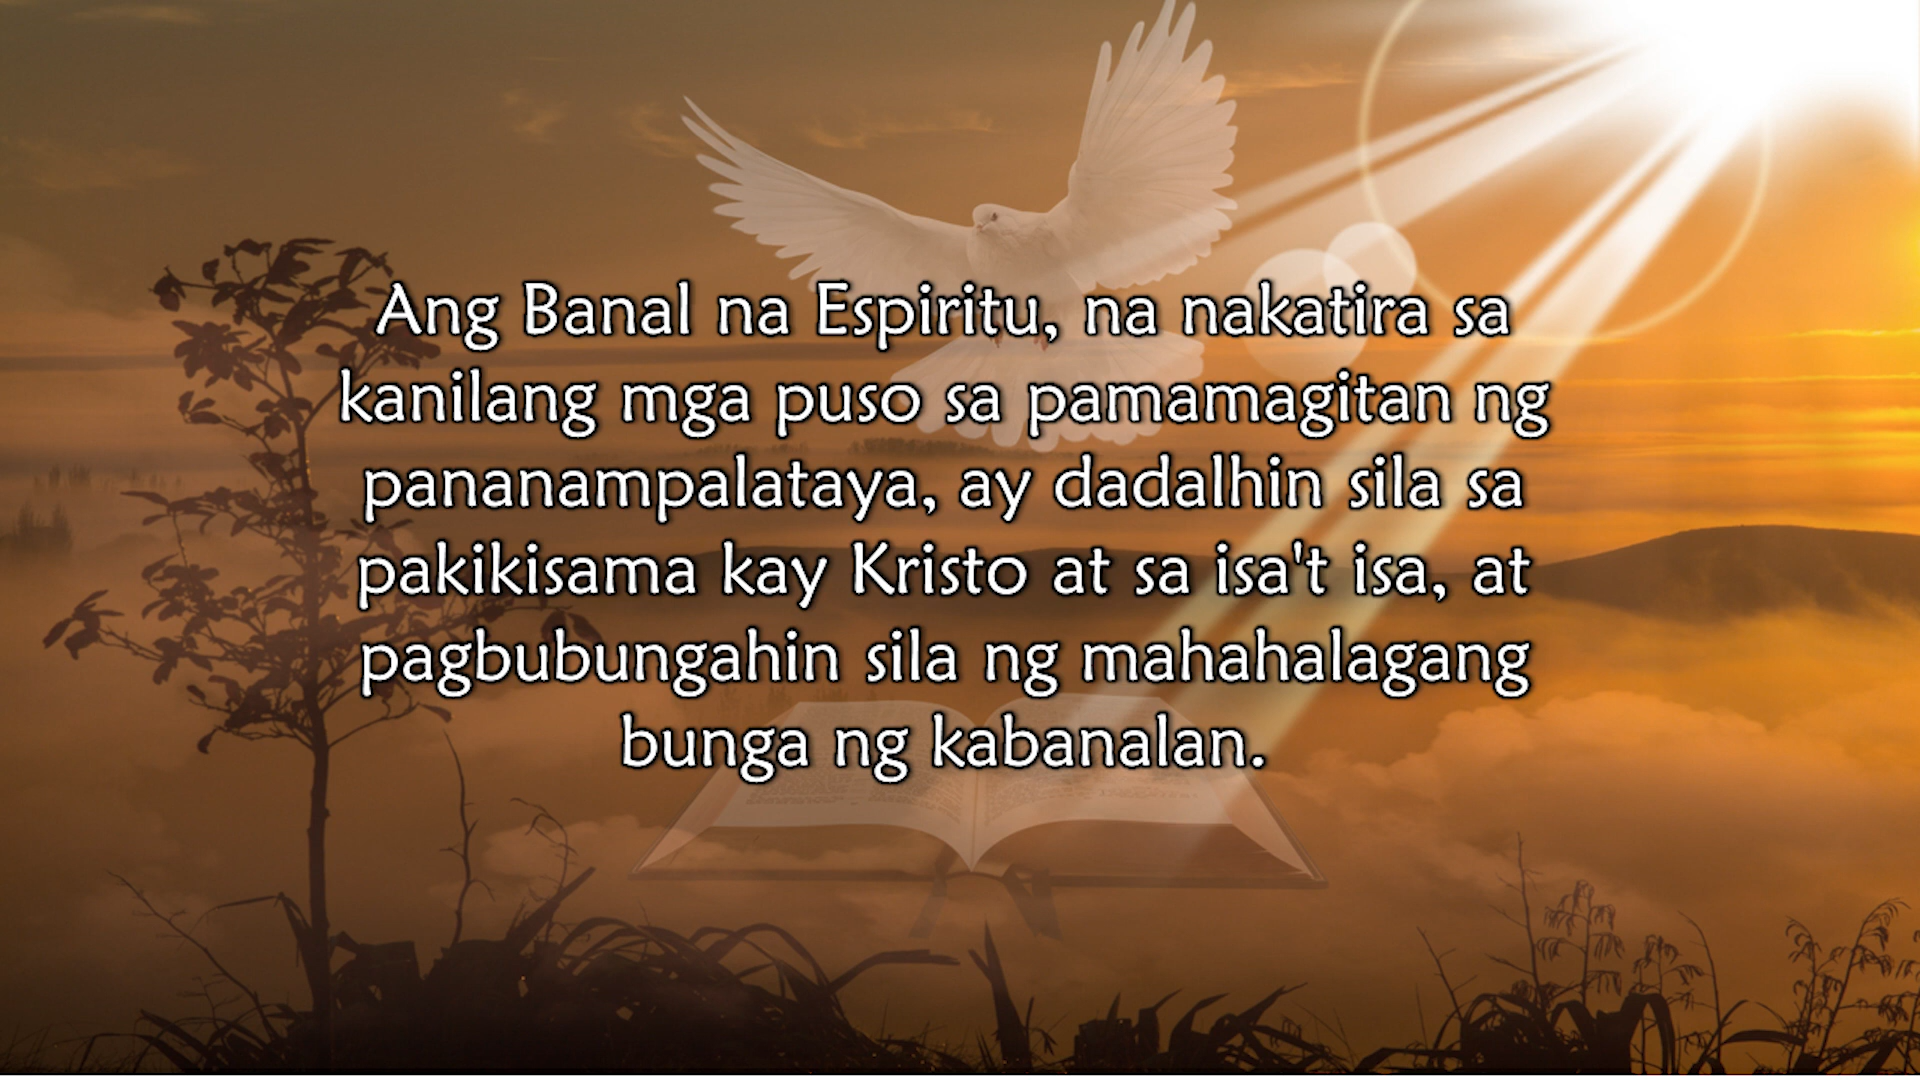 Ang Banal na Espiritu, na nakatira sa
kanilang mga puso sa pamamagitan ng
pananampalataya, ay dadalhin sila sa
pakikisama kay Kristo at sa isa't isa, at
pagbubungahin sila ng mahahalagang
bunga ng kabanalan.